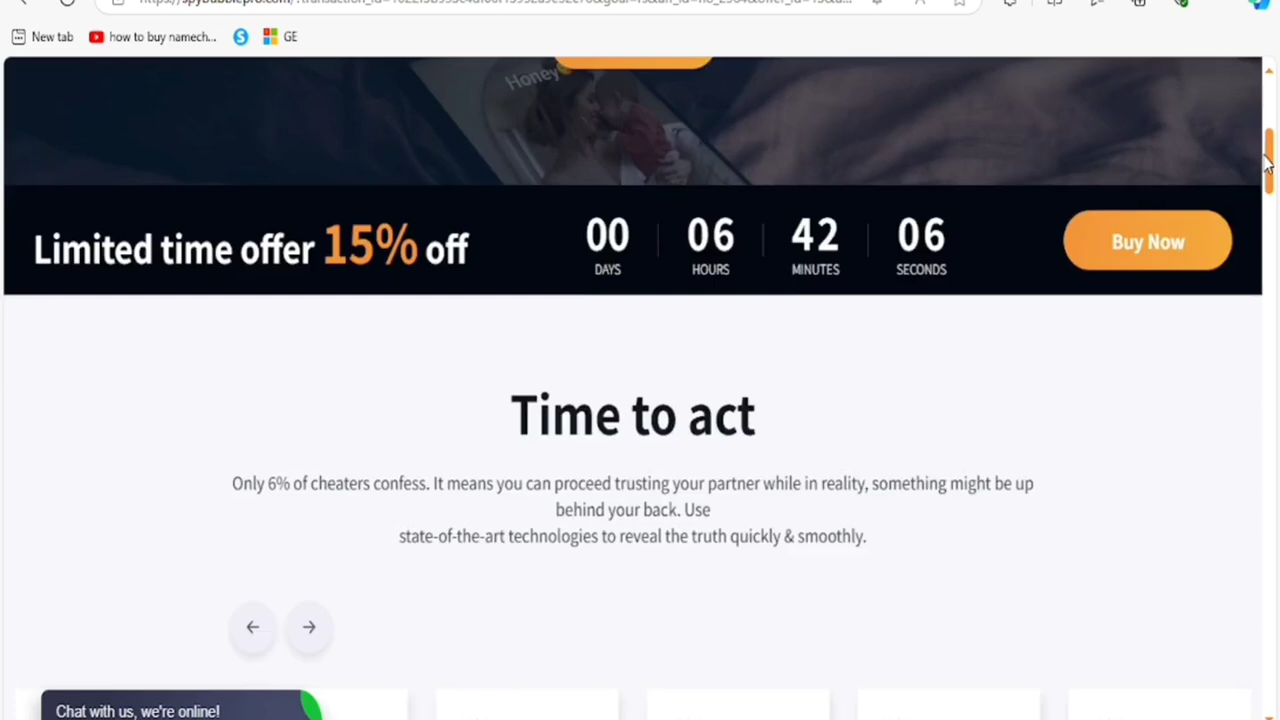 New tab
how to buy namech...
GE
Honey
Limited time offer 15% off
00
06
42
06
DAYS
HOURS
MINUTES
SECONDS
Buy Now
Time to act
Only 6% of cheaters confess. It means you can proceed trusting your partner while in reality, something might be up
behind your back. Use
state-of-the-art technologies to reveal the truth quickly & smoothly.
Chat with us, we're online!